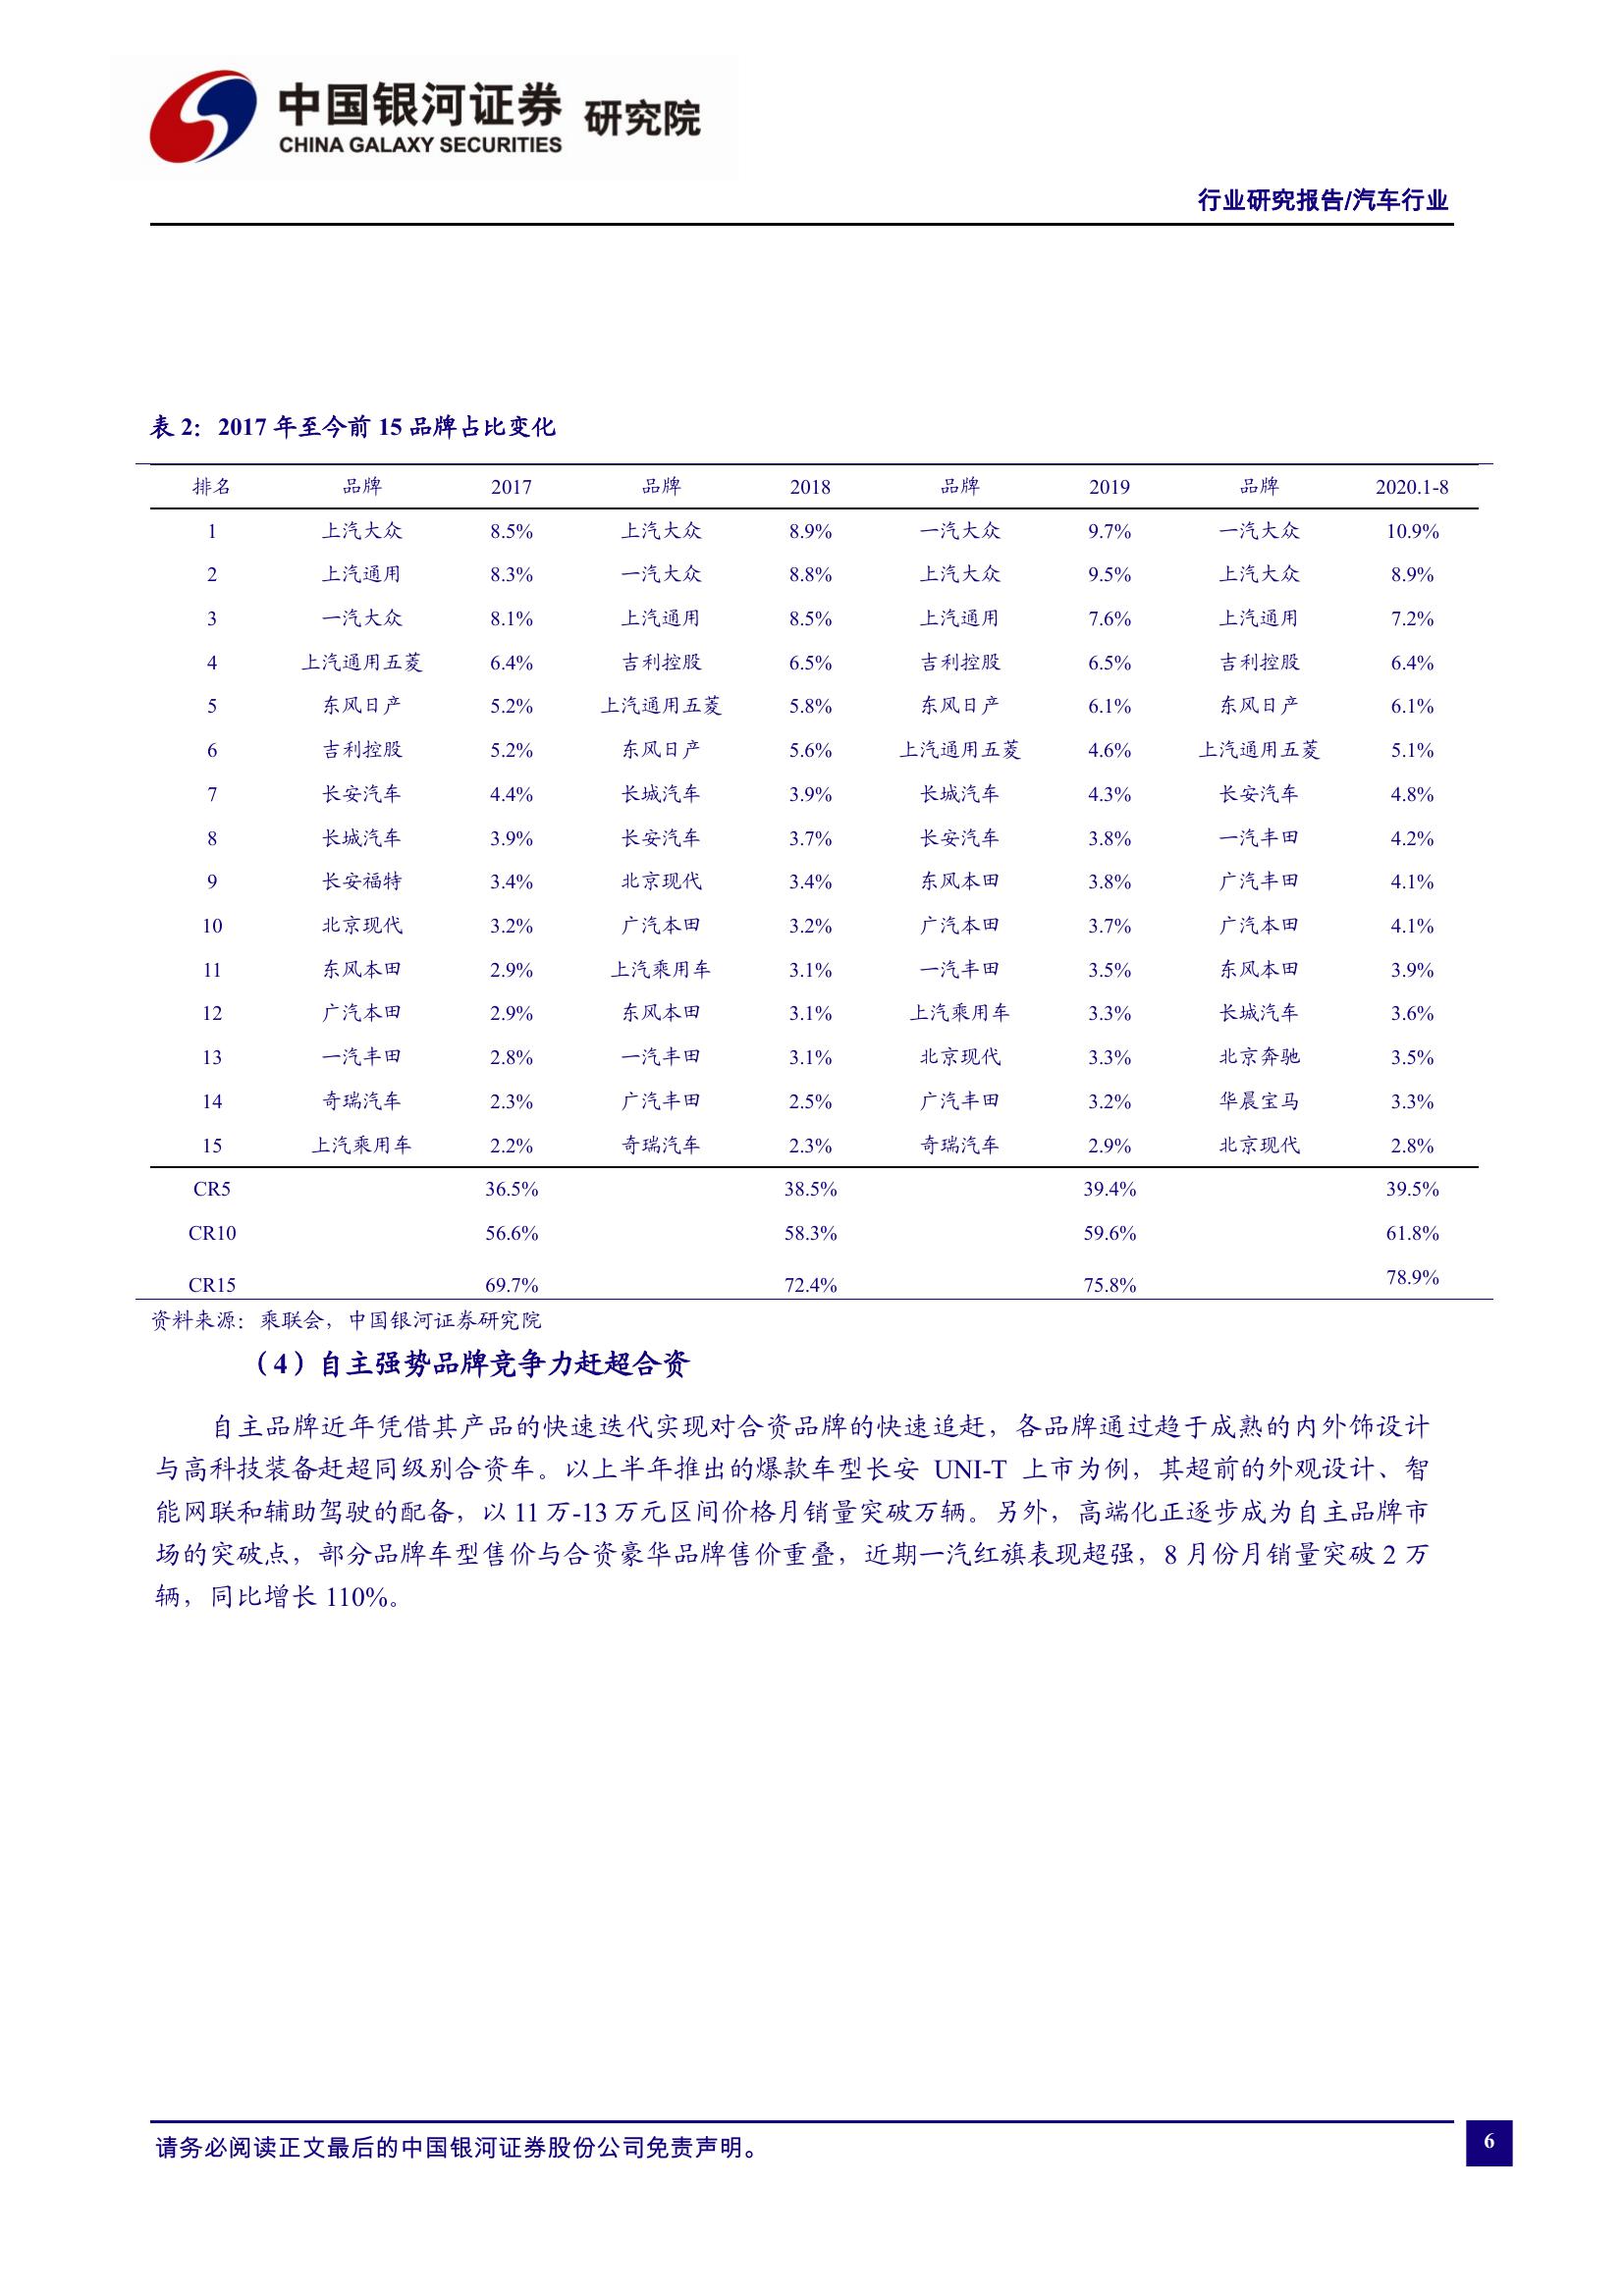 中国银河证券 研究院
CHINA GALAXY SECURITIES
行业研究报告/汽车行业
表 2：2017 年至今前 15 品牌占比变化
排名 品牌 2017 品牌 2018 品牌 2019 品牌 2020.1-8
1 上汽大众 8.5% 上汽大众 8.9% 一汽大众 9.7% 一汽大众 10.9%
2 上汽通用 8.3% 一汽大众 8.8% 上汽大众 9.5% 上汽大众 8.9%
3 一汽大众 8.1% 上汽通用 8.5% 上汽通用 7.6% 上汽通用 7.2%
4 上汽通用五菱 6.4% 吉利控股 6.5% 吉利控股 6.5% 吉利控股 6.4%
5 东风日产 5.2% 上汽通用五菱 5.8% 东风日产 6.1% 东风日产 6.1%
6 吉利控股 5.2% 东风日产 5.6% 上汽通用五菱 4.6% 上汽通用五菱 5.1%
7 长安汽车 4.4% 长城汽车 3.9% 长城汽车 4.3% 长安汽车 4.8%
8 长城汽车 3.9% 长安汽车 3.7% 长安汽车 3.8% 一汽丰田 4.2%
9 长安福特 3.4% 北京现代 3.4% 东风本田 3.8% 广汽丰田 4.1%
10 北京现代 3.2% 广汽本田 3.2% 广汽本田 3.7% 广汽本田 4.1%
11 东风本田 2.9% 上汽乘用车 3.1% 一汽丰田 3.5% 东风本田 3.9%
12 广汽本田 2.9% 东风本田 3.1% 上汽乘用车 3.3% 长城汽车 3.6%
13 一汽丰田 2.8% 一汽丰田 3.1% 北京现代 3.3% 北京奔驰 3.5%
14 奇瑞汽车 2.3% 广汽丰田 2.5% 广汽丰田 3.2% 华晨宝马 3.3%
15 上汽乘用车 2.2% 奇瑞汽车 2.3% 奇瑞汽车 2.9% 北京现代 2.8%
CR5 36.5% 38.5% 39.4% 39.5%
CR10 56.6% 58.3% 59.6% 61.8%
CR15 69.7% 72.4% 75.8% 78.9%
资料来源：乘联会，中国银河证券研究院
（4）自主强势品牌竞争力赶超合资
自主品牌近年凭借其产品的快速迭代实现对合资品牌的快速追赶，各品牌通过趋于成熟的内外饰设计
与高科技装备赶超同级别合资车。以上半年推出的爆款车型长安 UNI-T 上市为例，其超前的外观设计、智
能网联和辅助驾驶的配备，以 11 万-13 万元区间价格月销量突破万辆。另外，高端化正逐步成为自主品牌市
场的突破点，部分品牌车型售价与合资豪华品牌售价重叠，近期一汽红旗表现超强，8 月份月销量突破 2 万
辆，同比增长 110%。
请务必阅读正文最后的中国银河证券股份公司免责声明。
6